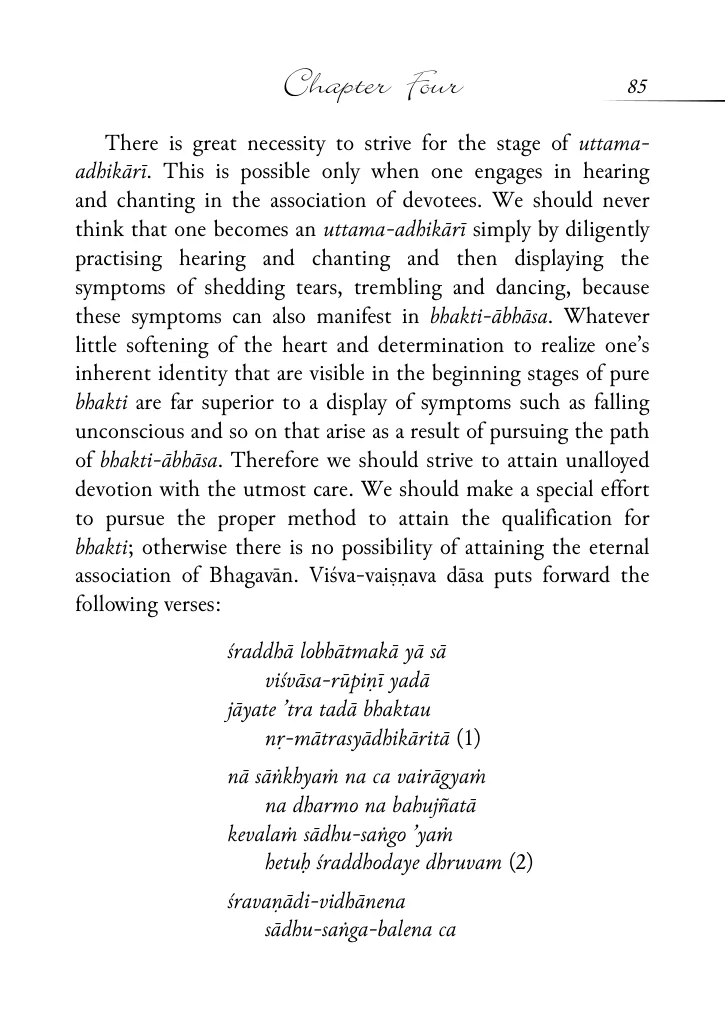 Chapter Four
85
There is great necessity to strive for the stage of uttama-
adhikārī. This is possible only when one engages in hearing
and chanting in the association of devotees. We should never
think that one becomes an uttama-adhikārī simply by diligently
practising hearing and chanting and then displaying the
symptoms of shedding tears, trembling and dancing, because
these symptoms can also manifest in bhakti-ābhāsa. Whatever
little softening of the heart and determination to realize one’s
inherent identity that are visible in the beginning stages of pure
bhakti are far superior to a display of symptoms such as falling
unconscious and so on that arise as a result of pursuing the path
of bhakti-ābhāsa. Therefore we should strive to attain unalloyed
devotion with the utmost care. We should make a special effort
to pursue the proper method to attain the qualification for
bhakti; otherwise there is no possibility of attaining the eternal
association of Bhagavān. Viśva-vaiṣṇava dāsa puts forward the
following verses:
śraddhā lobhātmakā yā sā
viśvāsa-rūpiṇī yadā
jāyate ’tra tadā bhaktau
nṛ-mātrasyādhikāritā (1)
nā sāṅkhyaṁ na ca vairāgyaṁ
na dharmo na bahujñatā
kevalaṁ sādhu-saṅgo ’yaṁ
hetuḥ śraddhodaye dhruvam (2)
śravaṇādi-vidhānena
sādhu-saṅga-balena ca